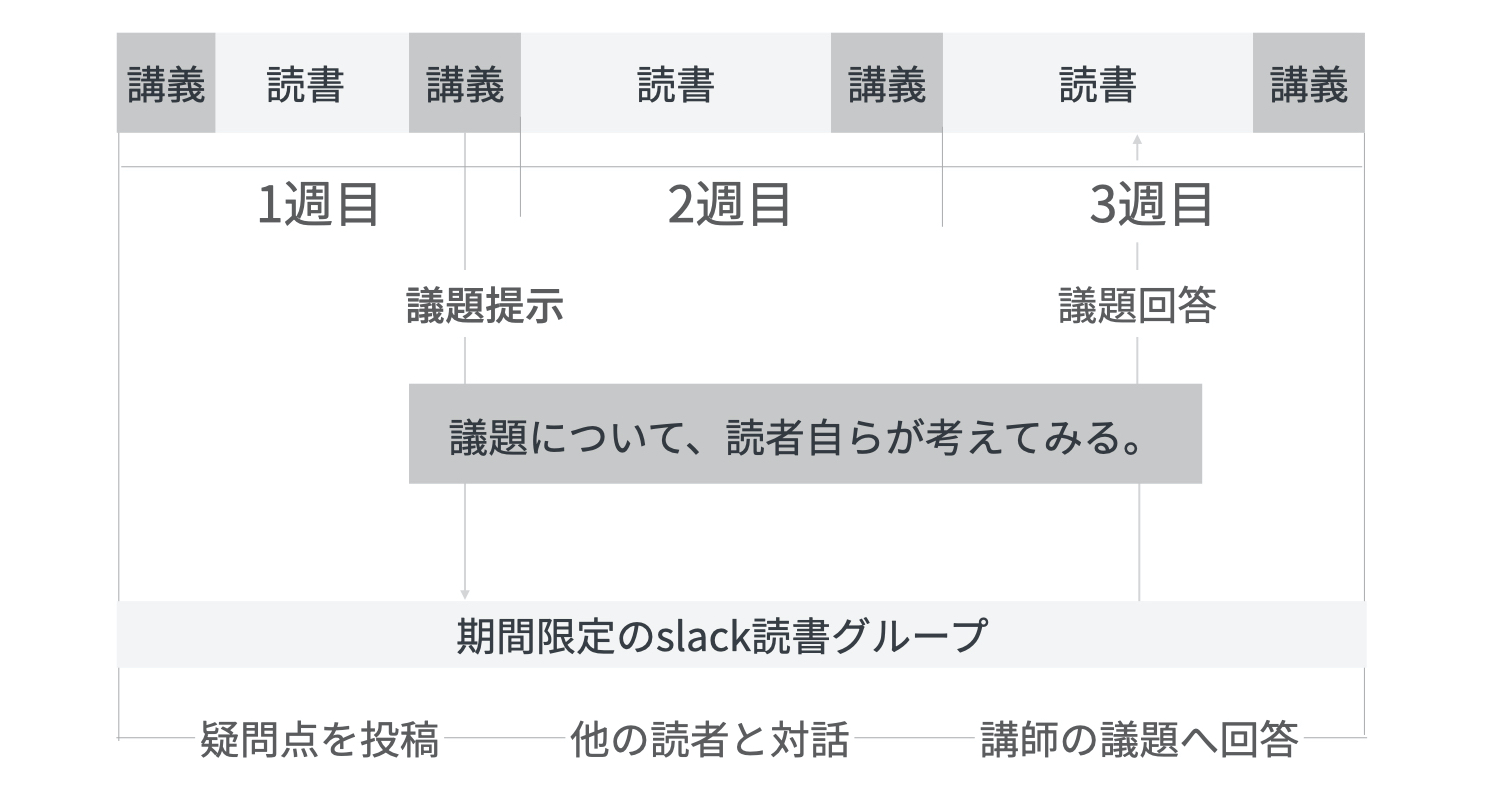 講義 読書 講義 読書 講義 読書 講義
1週目 2週目 3週目
議題提示 議題回答
議題について、読者自らが考えてみる。
期間限定のslack読書グループ
疑問点を投稿 他の読者と対話 講師の議題へ回答